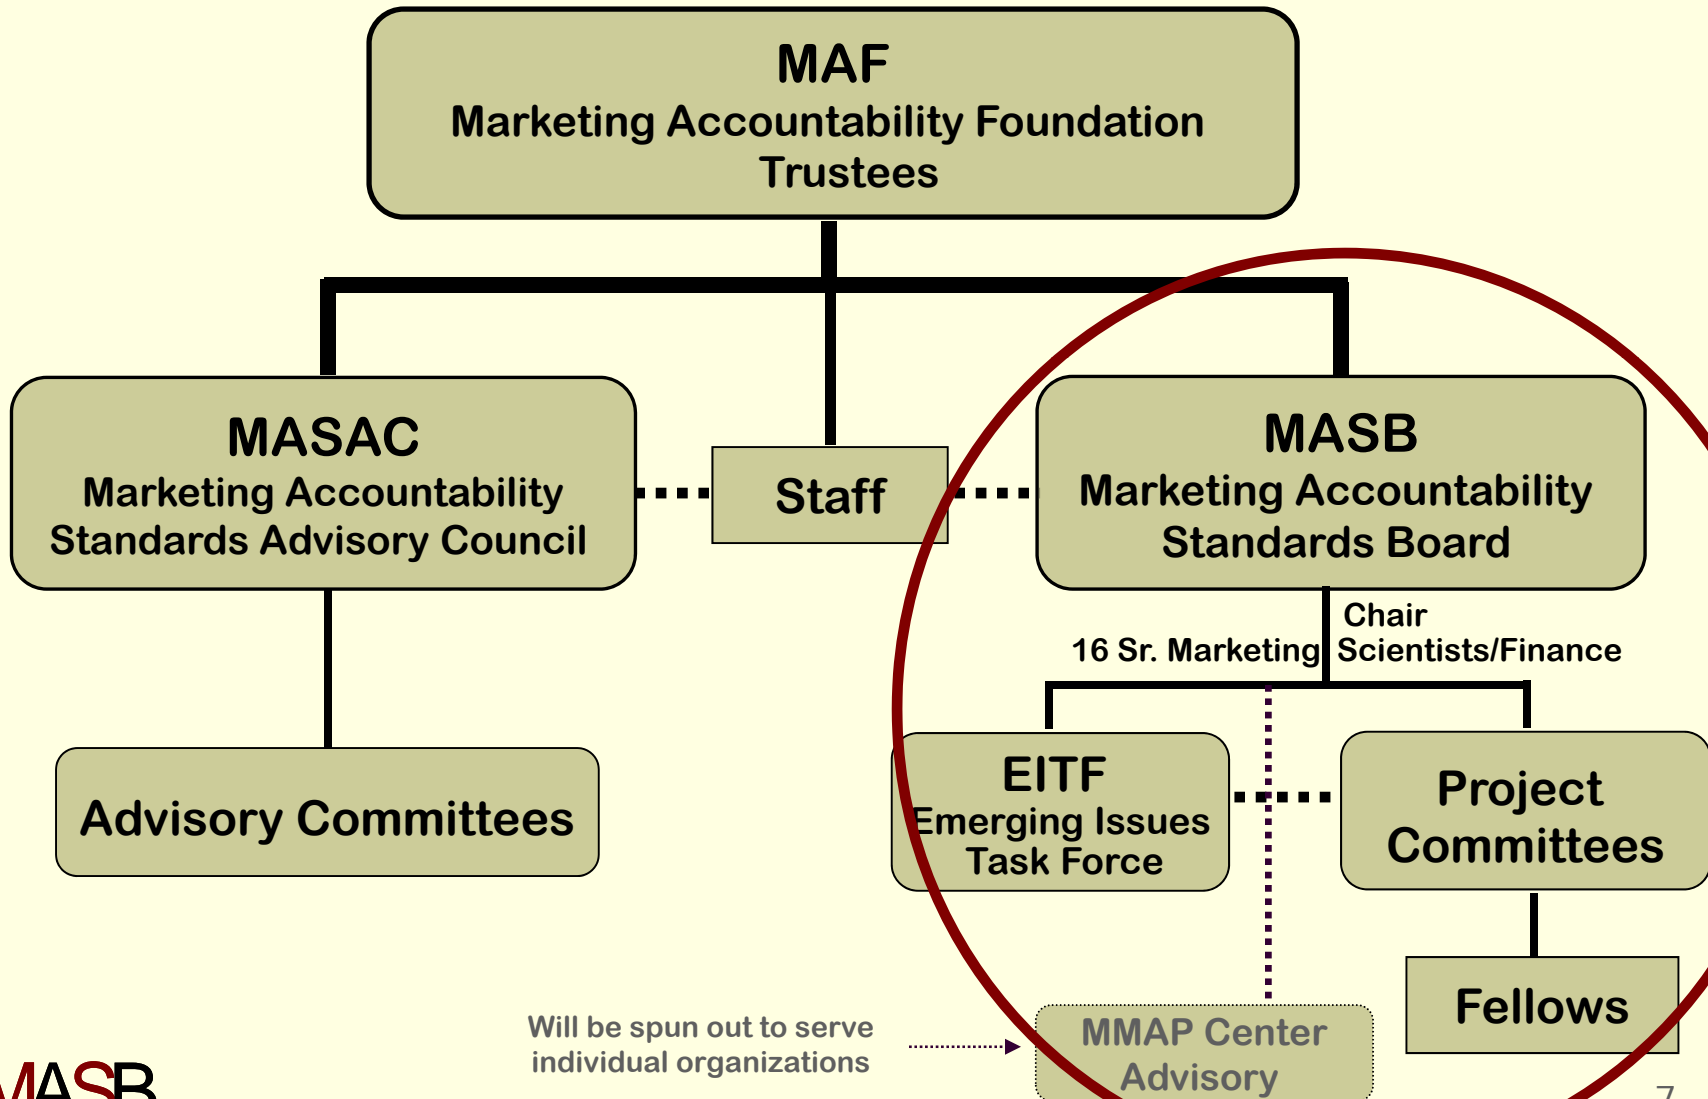 MAF
Marketing Accountability Foundation
Trustees
MASAC
Marketing Accountability
Standards Advisory Council
Staff
MASB
Marketing Accountability
Standards Board
Chair
16 Sr. Marketing Scientists/Finance
Advisory Committees
EITF
Emerging Issues
Task Force
Project
Committees
Fellows
Will be spun out to serve
individual organizations
MMAP Center
Advisory
MASB
7